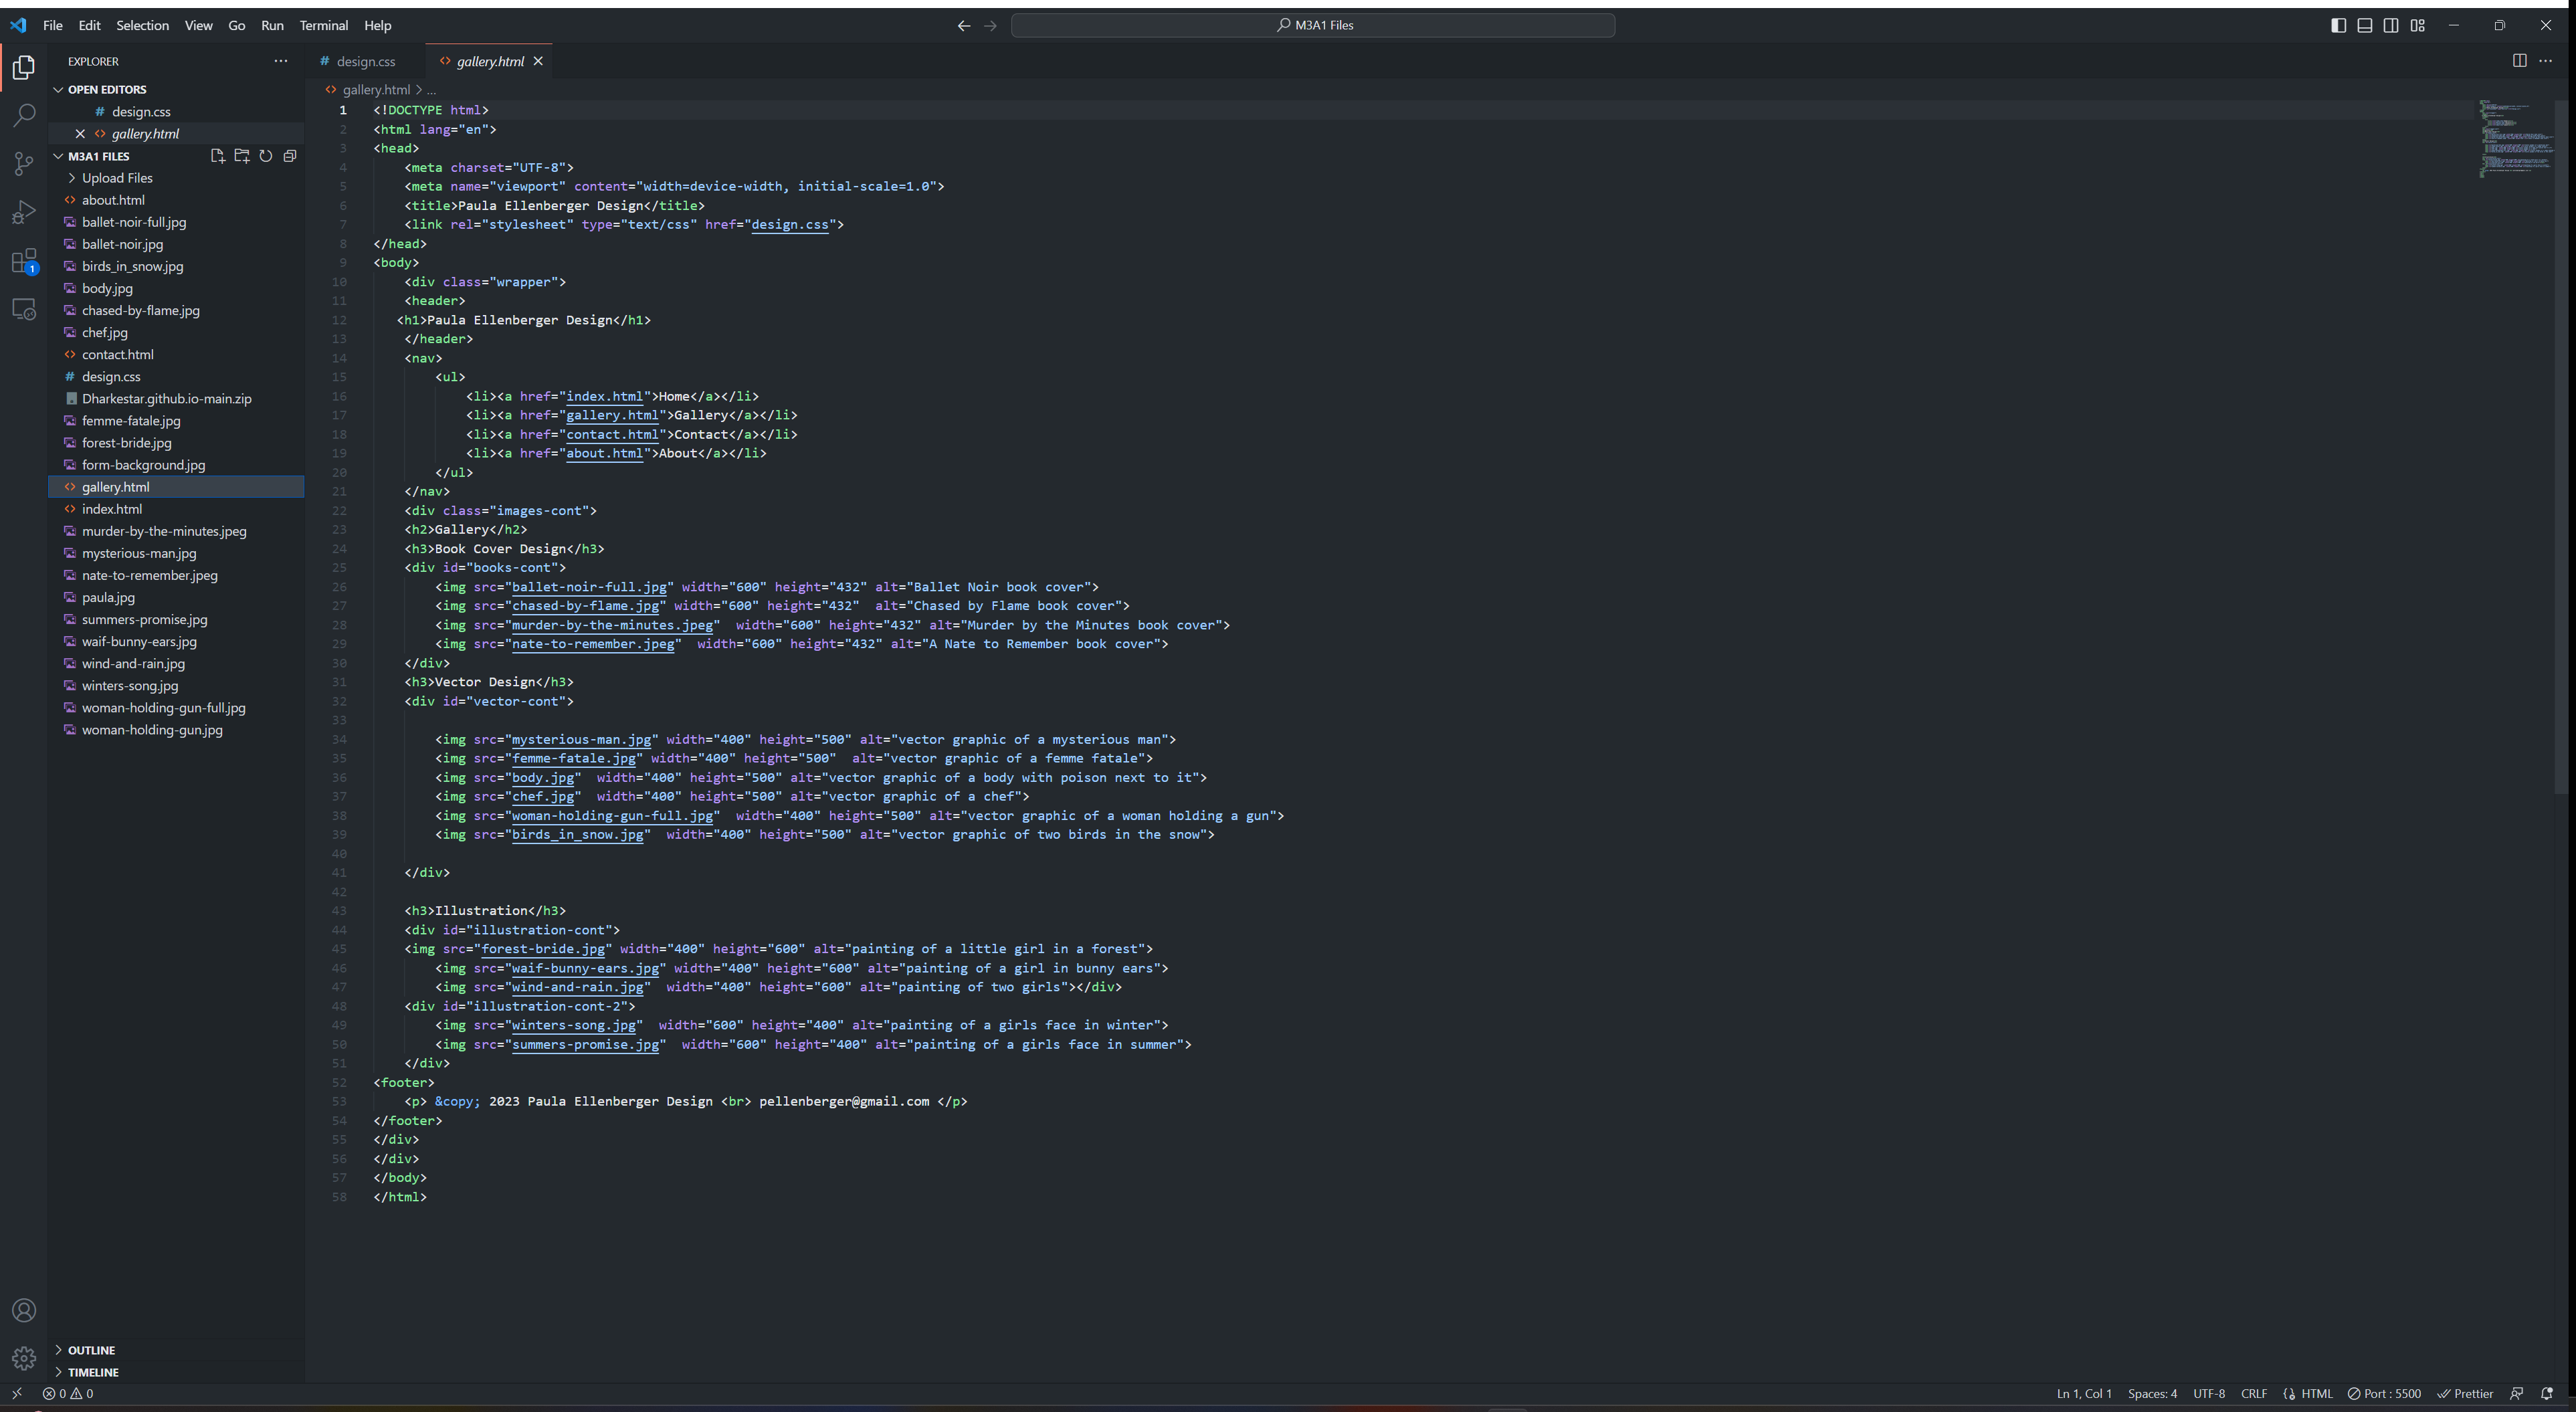 File Edit Selection View Go Run Terminal Help
M3A1 Files
EXPLORER
OPEN EDITORS
design.css
gallery.html
M3A1 FILES
Upload Files
about.html
ballet-noir-full.jpg
ballet-noir.jpg
birds_in_snow.jpg
body.jpg
chased-by-flame.jpg
chef.jpg
contact.html
design.css
Dharkestar.github.io-main.zip
femme-fatale.jpg
forest-bride.jpg
form-background.jpg
gallery.html
index.html
murder-by-the-minutes.jpeg
mysterious-man.jpg
nate-to-remember.jpeg
paula.jpg
summers-promise.jpg
waif-bunny-ears.jpg
wind-and-rain.jpg
winters-song.jpg
woman-holding-gun-full.jpg
woman-holding-gun.jpg
OUTLINE
TIMELINE
1
# design.css <> gallery.html
<> gallery.html > ...
1 <!DOCTYPE html>
2 <html lang="en">
3 <head>
4     <meta charset="UTF-8">
5     <meta name="viewport" content="width=device-width, initial-scale=1.0">
6     <title>Paula Ellenberger Design</title>
7     <link rel="stylesheet" type="text/css" href="design.css">
8 </head>
9 <body>
10     <div class="wrapper">
11     <header>
12    <h1>Paula Ellenberger Design</h1>
13     </header>
14     <nav>
15         <ul>
16             <li><a href="index.html">Home</a></li>
17             <li><a href="gallery.html">Gallery</a></li>
18             <li><a href="contact.html">Contact</a></li>
19             <li><a href="about.html">About</a></li>
20         </ul>
21     </nav>
22     <div class="images-cont">
23     <h2>Gallery</h2>
24     <h3>Book Cover Design</h3>
25     <div id="books-cont">
26         <img src="ballet-noir-full.jpg" width="600" height="432" alt="Ballet Noir book cover">
27         <img src="chased-by-flame.jpg" width="600" height="432"  alt="Chased by Flame book cover">
28         <img src="murder-by-the-minutes.jpeg"  width="600" height="432" alt="Murder by the Minutes book cover">
29         <img src="nate-to-remember.jpeg"  width="600" height="432" alt="A Nate to Remember book cover">
30     </div>
31     <h3>Vector Design</h3>
32     <div id="vector-cont">
33
34         <img src="mysterious-man.jpg" width="400" height="500" alt="vector graphic of a mysterious man">
35         <img src="femme-fatale.jpg" width="400" height="500"  alt="vector graphic of a femme fatale">
36         <img src="body.jpg"  width="400" height="500" alt="vector graphic of a body with poison next to it">
37         <img src="chef.jpg"  width="400" height="500" alt="vector graphic of a chef">
38         <img src="woman-holding-gun-full.jpg"  width="400" height="500" alt="vector graphic of a woman holding a gun">
39         <img src="birds_in_snow.jpg"  width="400" height="500" alt="vector graphic of two birds in the snow">
40
41     </div>
42
43     <h3>Illustration</h3>
44     <div id="illustration-cont">
45     <img src="forest-bride.jpg" width="400" height="600" alt="painting of a little girl in a forest">
46         <img src="waif-bunny-ears.jpg" width="400" height="600" alt="painting of a girl in bunny ears">
47         <img src="wind-and-rain.jpg"  width="400" height="600" alt="painting of two girls"></div>
48     <div id="illustration-cont-2">
49         <img src="winters-song.jpg"  width="600" height="400" alt="painting of a girls face in winter">
50         <img src="summers-promise.jpg"  width="600" height="400" alt="painting of a girls face in summer">
51     </div>
52 <footer>
53     <p> &copy; 2023 Paula Ellenberger Design <br> pellenberger@gmail.com </p>
54 </footer>
55 </div>
56 </div>
57 </body>
58 </html>
0 0 Ln 1, Col 1 Spaces: 4 UTF-8 CRLF HTML Port : 5500 Prettier